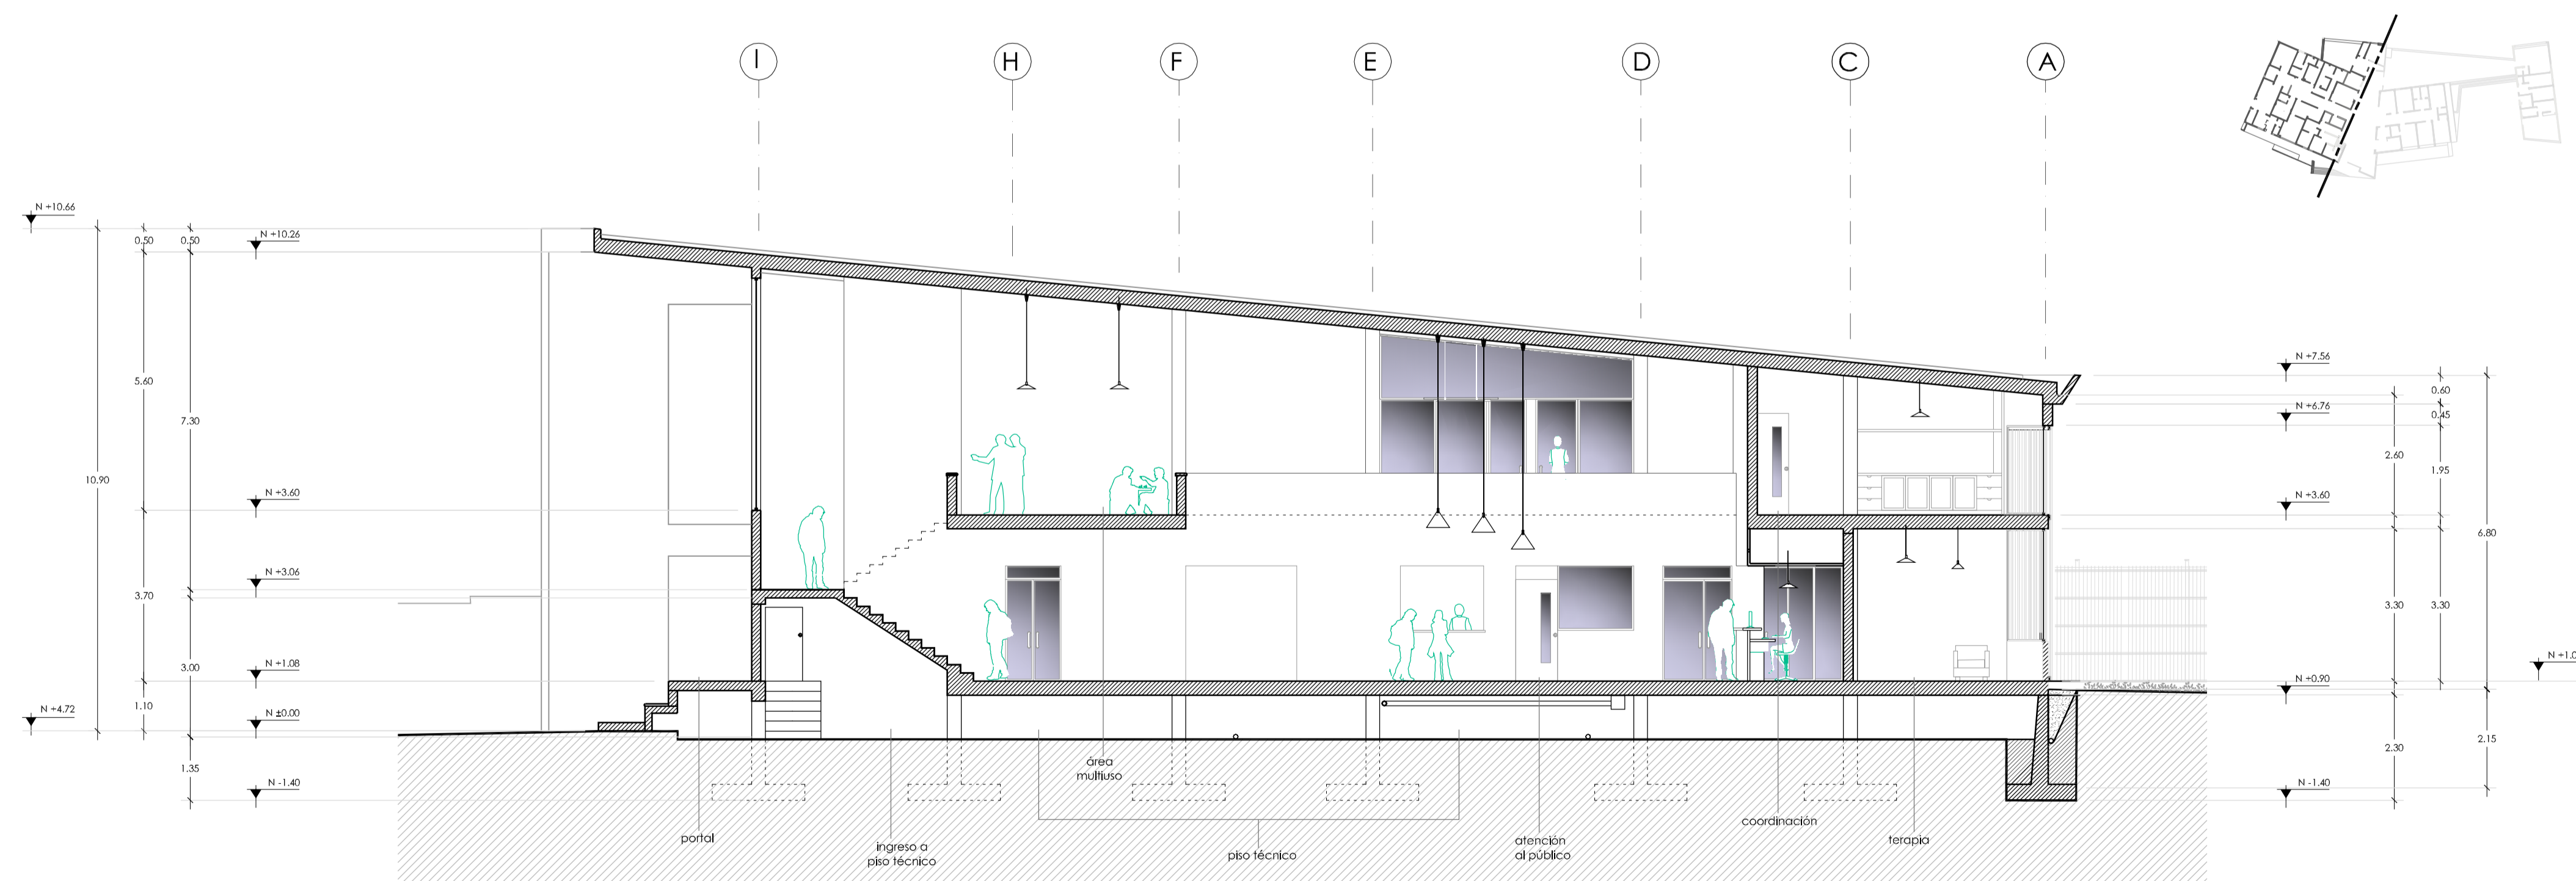 I
H
F
E
D
C
A
N +10.66
N +10.26
0.50
0.50
5.60
7.30
10.90
N +3.60
N +3.06
3.70
3.00
N +1.08
1.10
N +4.72
N ±0.00
1.35
N -1.40
N +7.56
0.60
N +6.76
0.45
2.60
1.95
N +3.60
6.80
3.30
3.30
N +0.90
2.30
2.15
N -1.40
área
multiuso
portal
ingreso a
piso técnico
piso técnico
atención
al público
coordinación
terapia